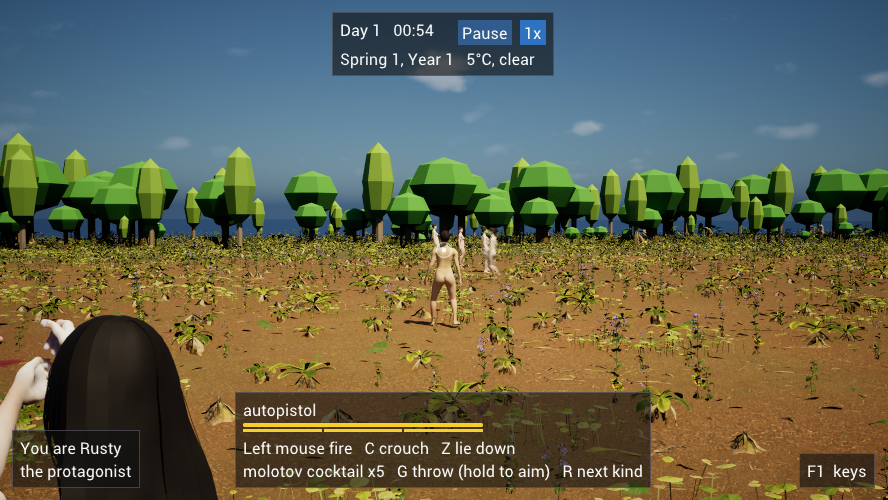 Day 1 00:54 Pause 1x
Spring 1, Year 1 5°C, clear
autopistol
Left mouse fire C crouch Z lie down
molotov cocktail x5 G throw (hold to aim) R next kind
You are Rusty
the protagonist
F1 keys